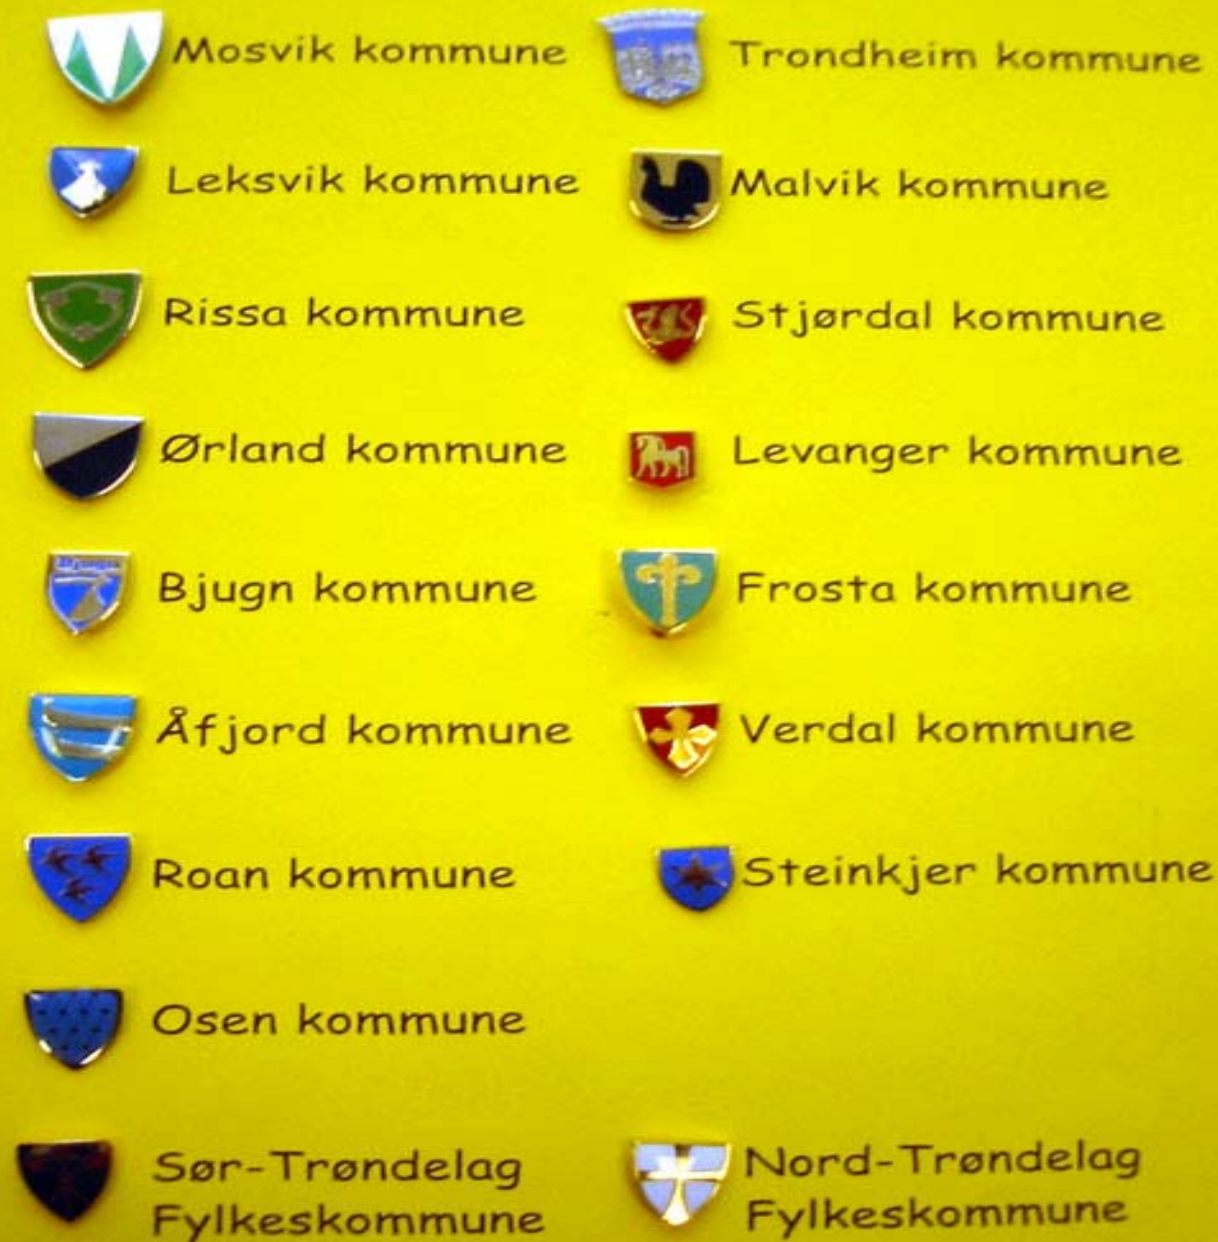 Mosvik kommune
Leksvik kommune
Rissa kommune
Ørland kommune
Bjugn kommune
Åfjord kommune
Roan kommune
Osen kommune
Sør-Trøndelag
Fylkeskommune
Trondheim kommune
Malvik kommune
Stjørdal kommune
Levanger kommune
Frosta kommune
Verdal kommune
Steinkjer kommune
Nord-Trøndelag
Fylkeskommune